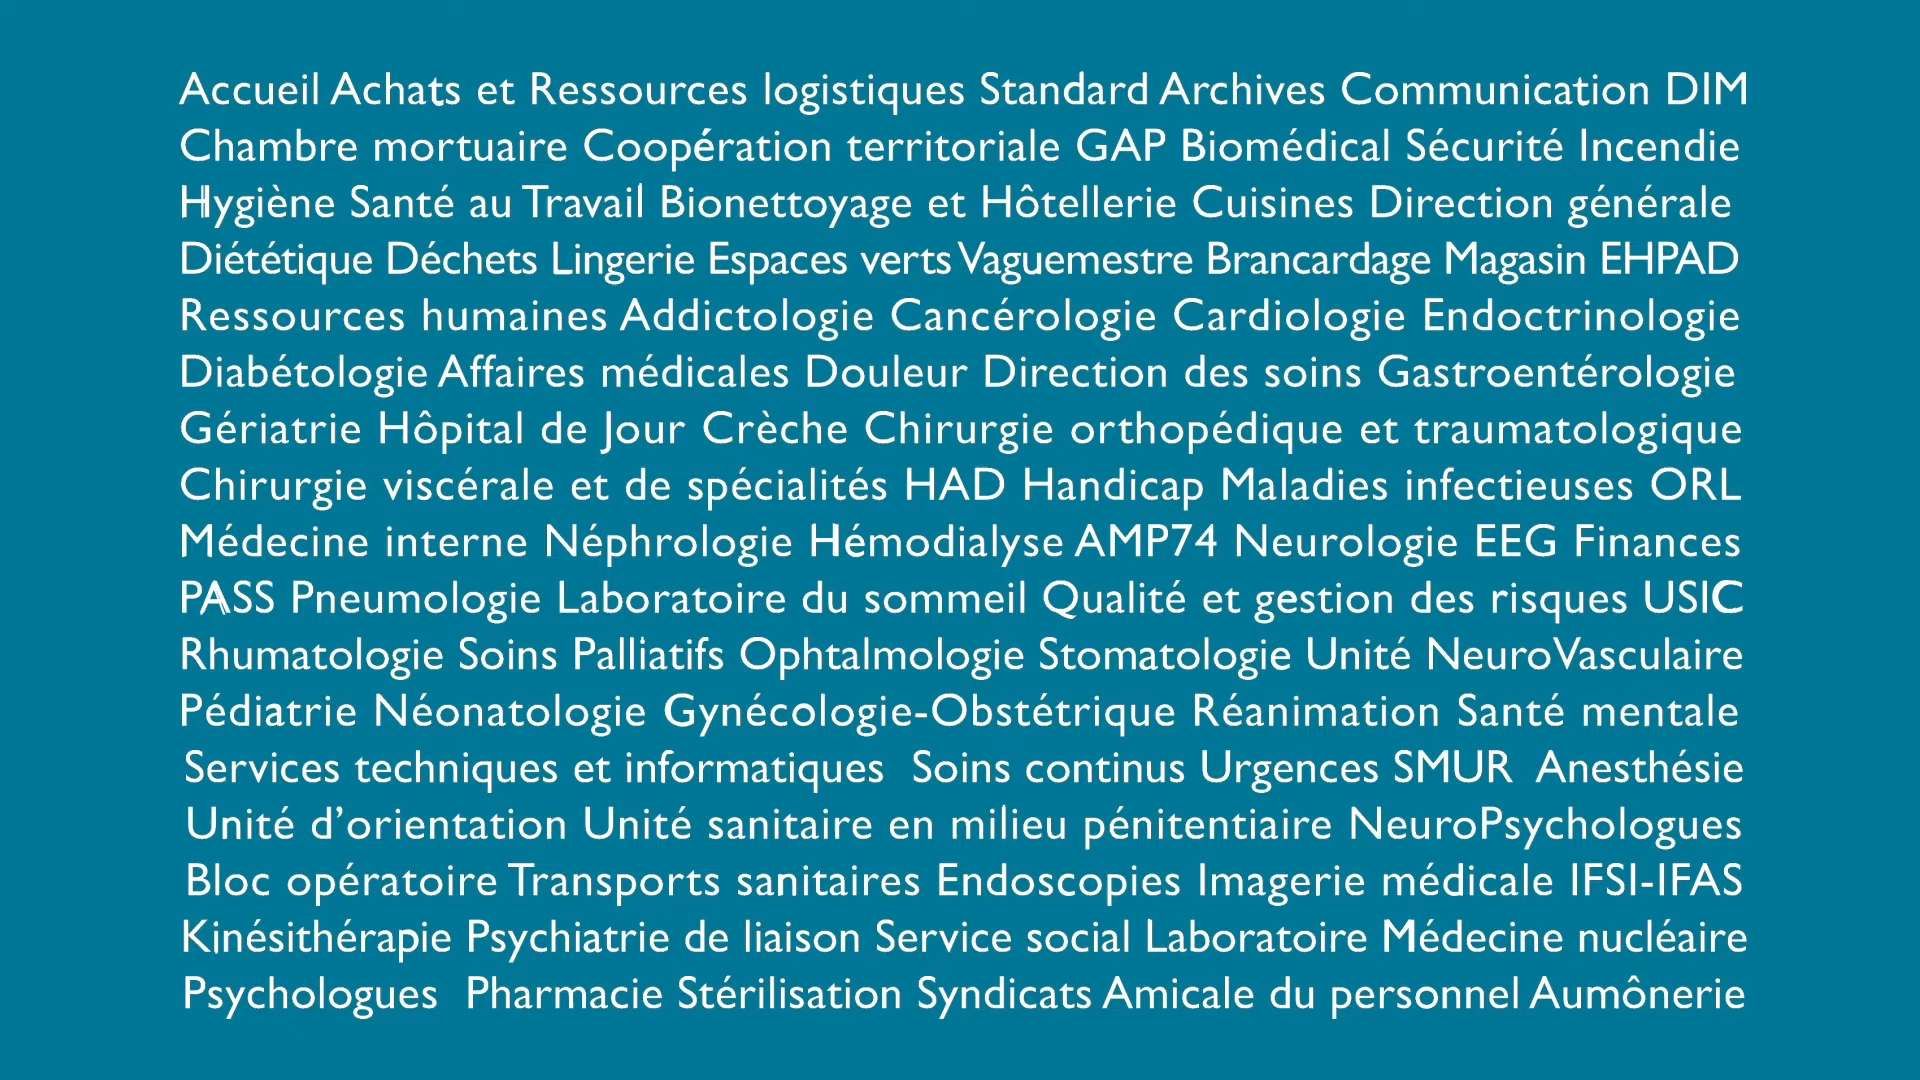 Accueil Achats et Ressources logistiques Standard Archives Communication DIM
Chambre mortuaire Coopération territoriale GAP Biomédical Sécurité Incendie
Hygiène Santé au Travail Bionettoyage et Hôtellerie Cuisines Direction générale
Diététique Déchets Lingerie Espaces verts Vaguemestre Brancardage Magasin EHPAD
Ressources humaines Addictologie Cancérologie Cardiologie Endoctrinologie
Diabétologie Affaires médicales Douleur Direction des soins Gastroentérologie
Gériatrie Hôpital de Jour Crèche Chirurgie orthopédique et traumatologique
Chirurgie viscérale et de spécialités HAD Handicap Maladies infectieuses ORL
Médecine interne Néphrologie Hémodialyse AMP74 Neurologie EEG Finances
PASS Pneumologie Laboratoire du sommeil Qualité et gestion des risques USIC
Rhumatologie Soins Palliatifs Ophtalmologie Stomatologie Unité NeuroVasculaire
Pédiatrie Néonatologie Gynécologie-Obstétrique Réanimation Santé mentale
Services techniques et informatiques Soins continus Urgences SMUR Anesthésie
Unité d’orientation Unité sanitaire en milieu pénitentiaire NeuroPsychologues
Bloc opératoire Transports sanitaires Endoscopies Imagerie médicale IFSI-IFAS
Kinésithérapie Psychiatrie de liaison Service social Laboratoire Médecine nucléaire
Psychologues Pharmacie Stérilisation Syndicats Amicale du personnel Aumônerie